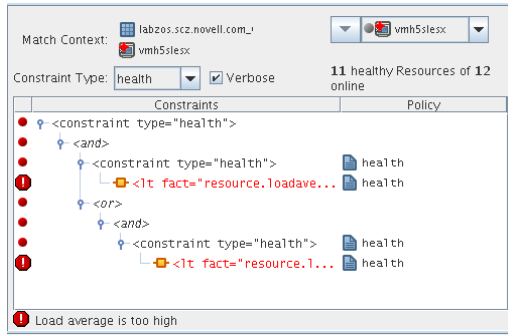 Match Context:
labzos.scz.novell.com_
vmh5slesx
vmh5slesx
Constraint Type: health Verbose
11 healthy Resources of 12 online
Constraints Policy
<constraint type="health">
<and>
<constraint type="health"> health
<lt fact="resource.loadave... health
<or>
<and>
<constraint type="health"> health
<lt fact="resource.l... health
Load average is too high